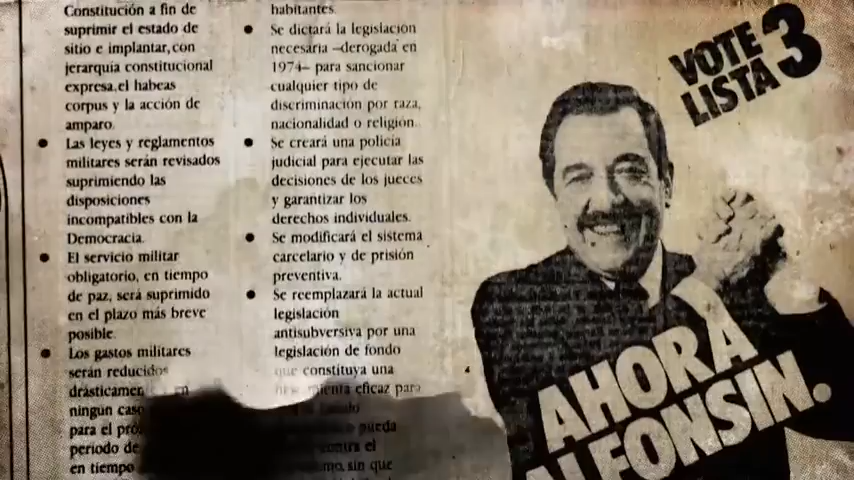 Constitución a fin de
suprimir el estado de
sitio e implantar, con
jerarquía constitucional
expresa, el habeas
corpus y la acción de
amparo.
● Las leyes y reglamentos
militares serán revisados
suprimiendo las
disposiciones
incompatibles con la
Democracia.
● El servicio militar
obligatorio, en tiempo
de paz, será suprimido
en el plazo más breve
posible.
● Los gastos militares
serán reducidos
drásticamen en
ningún caso
para el pró
período de
en tiempo
habitantes.
● Se dictará la legislación
necesaria –derogada en
1974– para sancionar
cualquier tipo de
discriminación por raza,
nacionalidad o religión.
● Se creará una policía
judicial para ejecutar las
decisiones de los jueces
y garantizar los
derechos individuales.
● Se modificará el sistema
carcelario y de prisión
preventiva.
● Se reemplazará la actual
legislación
antisubversiva por una
legislación de fondo
que constituya una
eficaz para
pueda
contra el
sin que
VOTE
LISTA 3
AHORA
ALFONSIN.